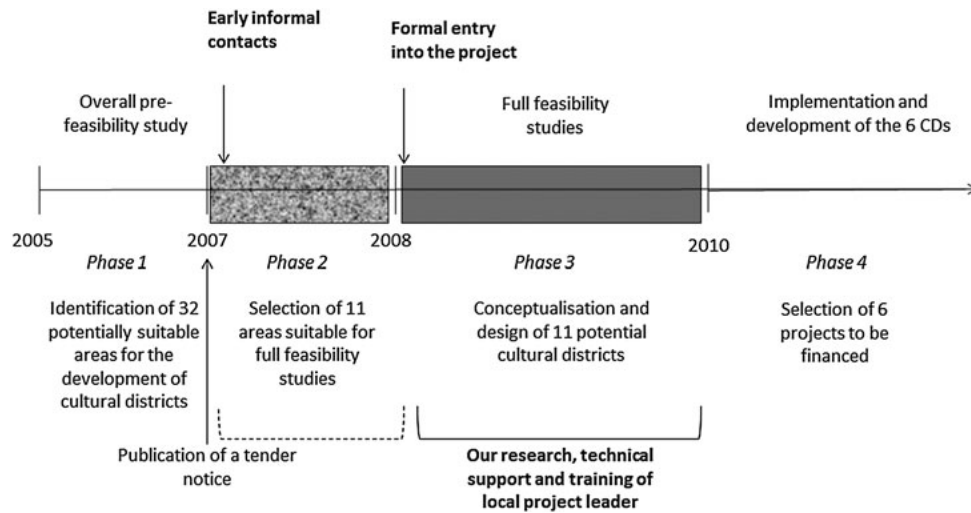 Early informal
contacts
Formal entry
into the project
Overall pre-
feasibility study
Full feasibility
studies
Implementation and
development of the 6 CDs
2005
2007
2008
2010
Phase 1
Phase 2
Phase 3
Phase 4
Identification of 32
potentially suitable
areas for the
development of
cultural districts
Selection of 11
areas suitable for
full feasibility
studies
Conceptualisation and
design of 11 potential
cultural districts
Selection of 6
projects to be
financed
Publication of a tender
notice
Our research, technical
support and training of
local project leader